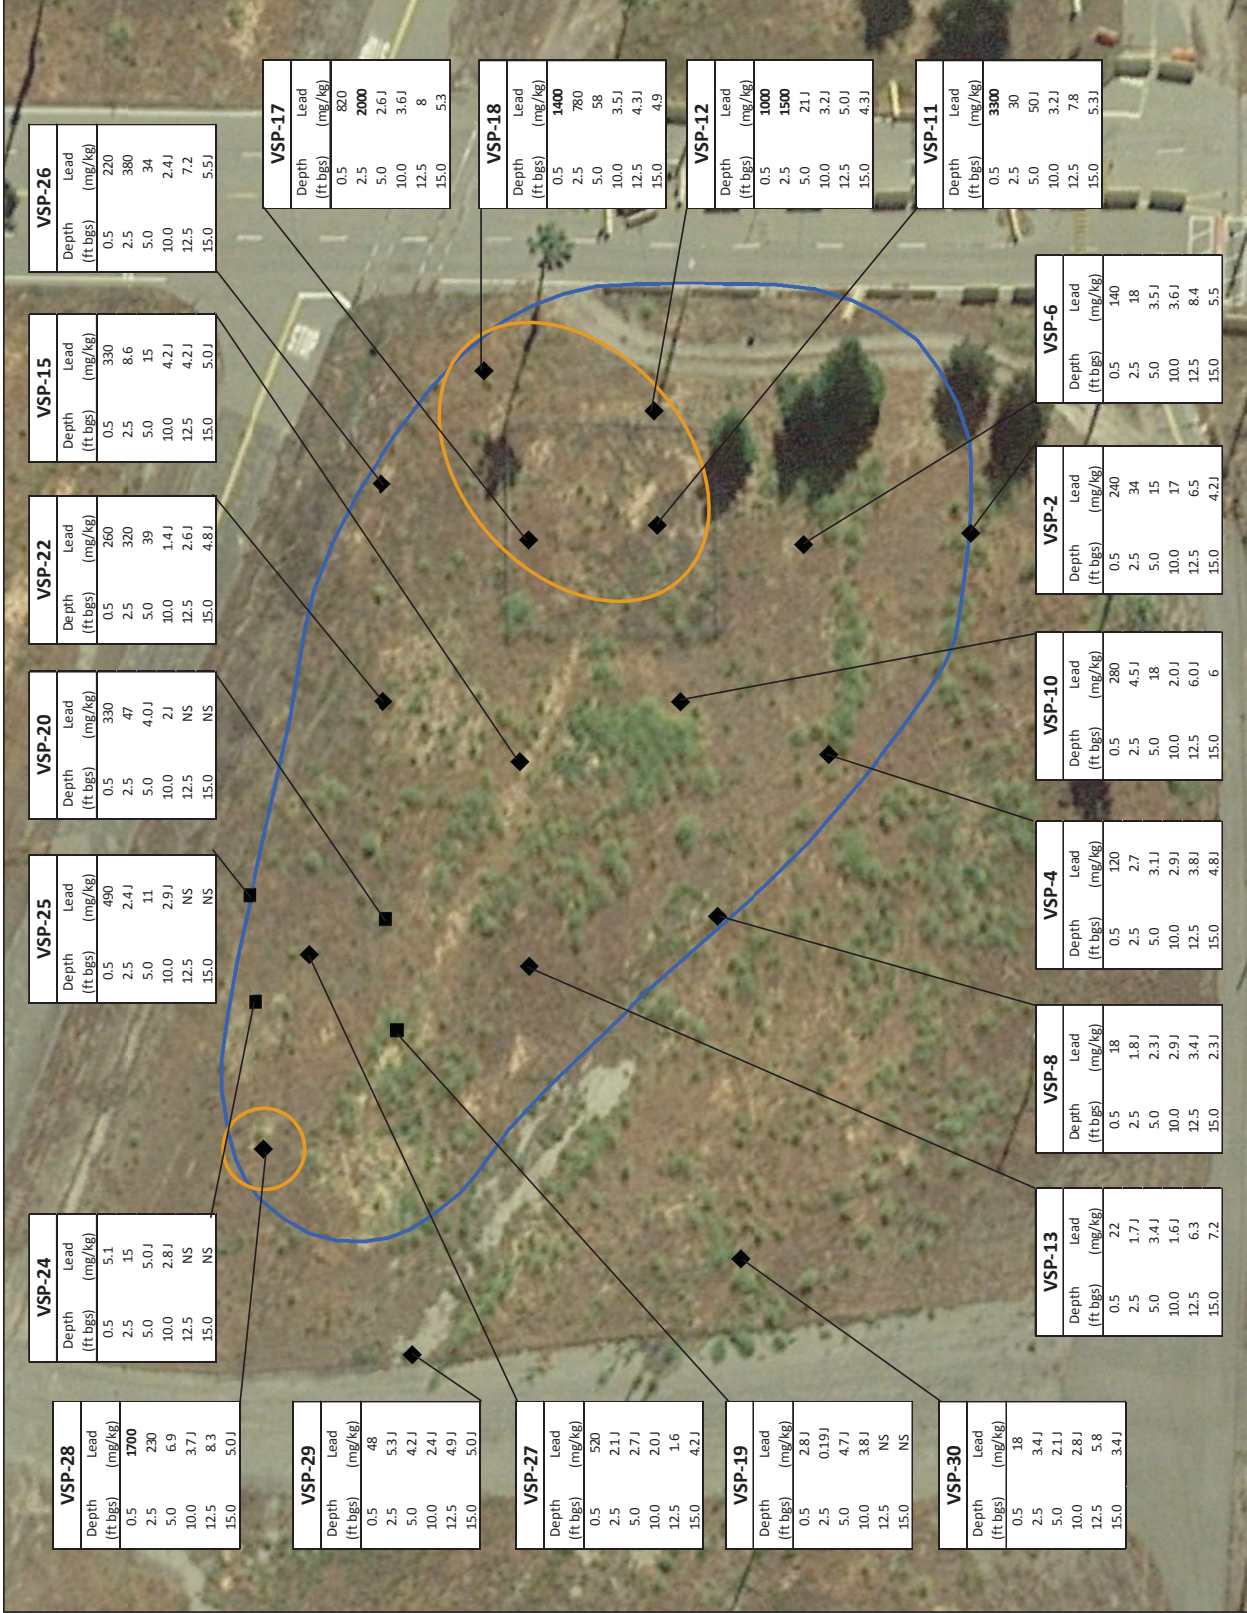 VSP-28
Depth Lead
(ft bgs) (mg/kg)
0.5 1700
2.5 230
5.0 6.9
10.0 3.7 J
12.5 8.3
15.0 5.0 J
VSP-24
Depth Lead
(ft bgs) (mg/kg)
0.5 5.1
2.5 15
5.0 5.0 J
10.0 2.8 J
12.5 NS
15.0 NS
VSP-25
Depth Lead
(ft bgs) (mg/kg)
0.5 490
2.5 2.4 J
5.0 11
10.0 2.9 J
12.5 NS
15.0 NS
VSP-20
Depth Lead
(ft bgs) (mg/kg)
0.5 330
2.5 47
5.0 4.0 J
10.0 2 J
12.5 NS
15.0 NS
VSP-22
Depth Lead
(ft bgs) (mg/kg)
0.5 260
2.5 320
5.0 39
10.0 1.4 J
12.5 2.6 J
15.0 4.8 J
VSP-15
Depth Lead
(ft bgs) (mg/kg)
0.5 330
2.5 8.6
5.0 15
10.0 4.2 J
12.5 4.2 J
15.0 5.0 J
VSP-26
Depth Lead
(ft bgs) (mg/kg)
0.5 220
2.5 380
5.0 34
10.0 2.4 J
12.5 7.2
15.0 5.5 J
VSP-29
Depth Lead
(ft bgs) (mg/kg)
0.5 48
2.5 5.3 J
5.0 4.2 J
10.0 2.4 J
12.5 4.9 J
15.0 5.0 J
VSP-17
Depth Lead
(ft bgs) (mg/kg)
0.5 820
2.5 2000
5.0 2.6 J
10.0 3.6 J
12.5 8
15.0 5.3
VSP-27
Depth Lead
(ft bgs) (mg/kg)
0.5 520
2.5 2.1 J
5.0 2.7 J
10.0 2.0 J
12.5 1.6
15.0 4.2 J
VSP-18
Depth Lead
(ft bgs) (mg/kg)
0.5 1400
2.5 780
5.0 58
10.0 3.5 J
12.5 4.3 J
15.0 4.9
VSP-19
Depth Lead
(ft bgs) (mg/kg)
0.5 2.8 J
2.5 0.19 J
5.0 4.7 J
10.0 3.8 J
12.5 NS
15.0 NS
VSP-12
Depth Lead
(ft bgs) (mg/kg)
0.5 1000
2.5 1500
5.0 21 J
10.0 3.2 J
12.5 5.0 J
15.0 4.3 J
VSP-30
Depth Lead
(ft bgs) (mg/kg)
0.5 18
2.5 3.4 J
5.0 2.1 J
10.0 2.8 J
12.5 5.8
15.0 3.4 J
VSP-11
Depth Lead
(ft bgs) (mg/kg)
0.5 3300
2.5 30
5.0 50 J
10.0 3.2 J
12.5 7.8
15.0 5.3 J
VSP-13
Depth Lead
(ft bgs) (mg/kg)
0.5 22
2.5 1.7 J
5.0 3.4 J
10.0 1.6 J
12.5 6.3
15.0 7.2
VSP-8
Depth Lead
(ft bgs) (mg/kg)
0.5 18
2.5 1.8 J
5.0 2.3 J
10.0 2.9 J
12.5 3.4 J
15.0 2.3 J
VSP-4
Depth Lead
(ft bgs) (mg/kg)
0.5 120
2.5 2.7
5.0 3.1 J
10.0 2.9 J
12.5 3.8 J
15.0 4.8 J
VSP-10
Depth Lead
(ft bgs) (mg/kg)
0.5 280
2.5 4.5 J
5.0 18
10.0 2.0 J
12.5 6.0 J
15.0 6
VSP-2
Depth Lead
(ft bgs) (mg/kg)
0.5 240
2.5 34
5.0 15
10.0 17
12.5 6.5
15.0 4.2 J
VSP-6
Depth Lead
(ft bgs) (mg/kg)
0.5 140
2.5 18
5.0 3.5 J
10.0 3.6 J
12.5 8.4
15.0 5.5